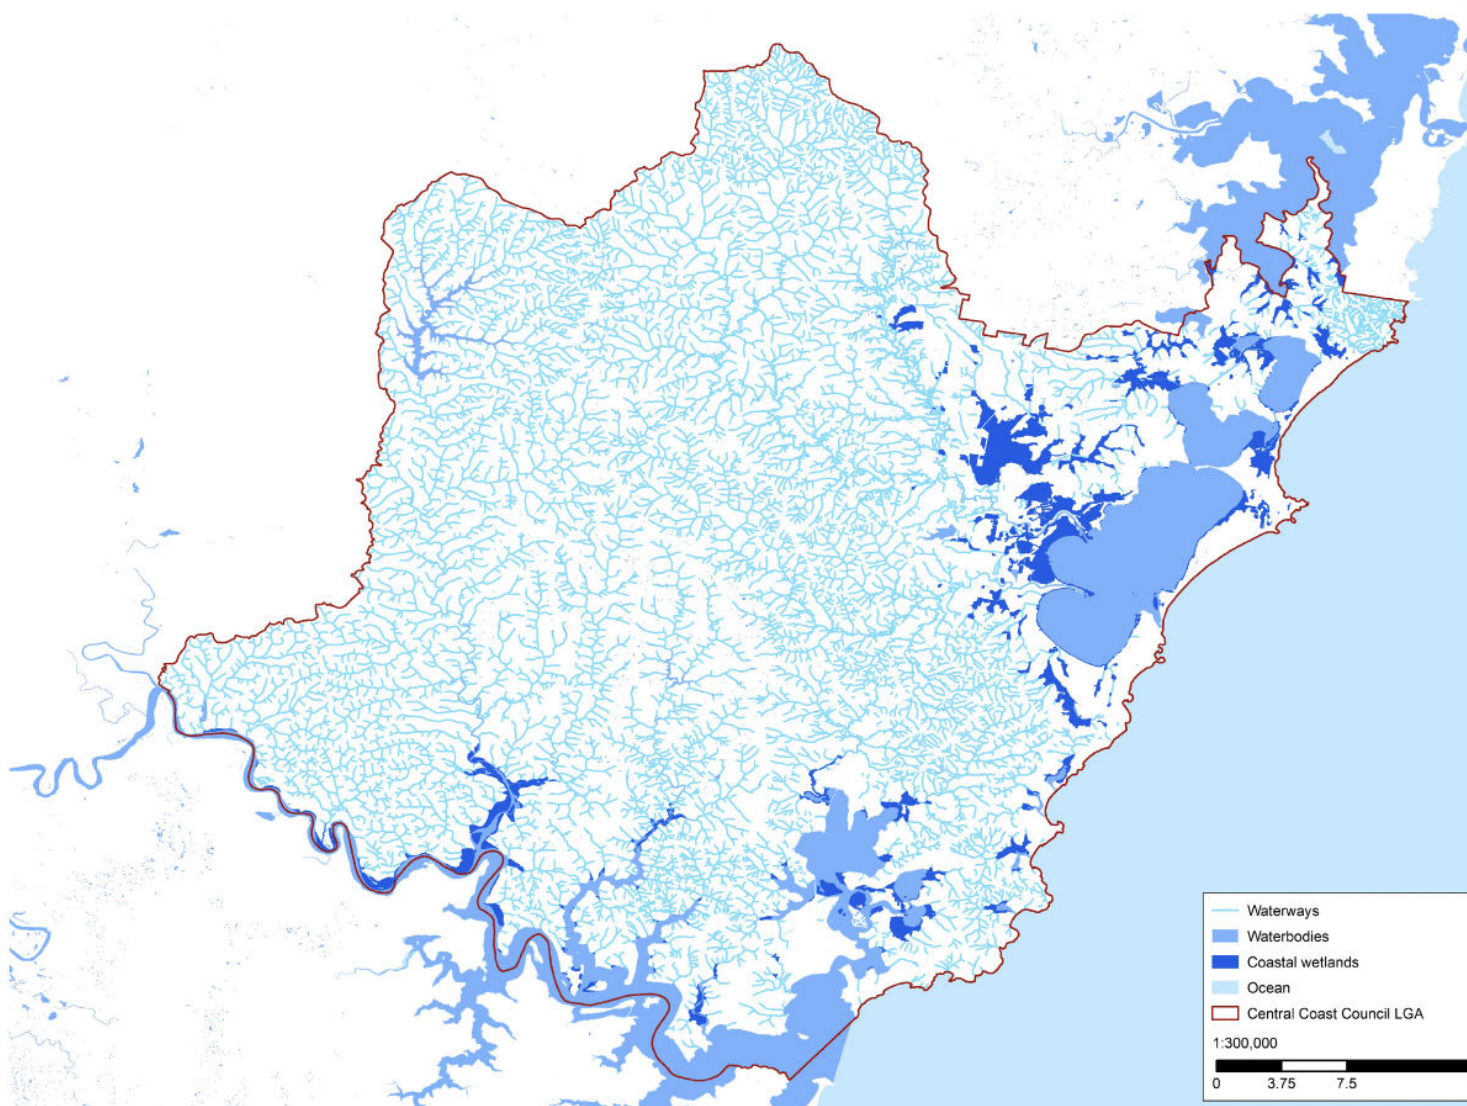 Waterways
Waterbodies
Coastal wetlands
Ocean
Central Coast Council LGA
1:300,000
0 3.75 7.5